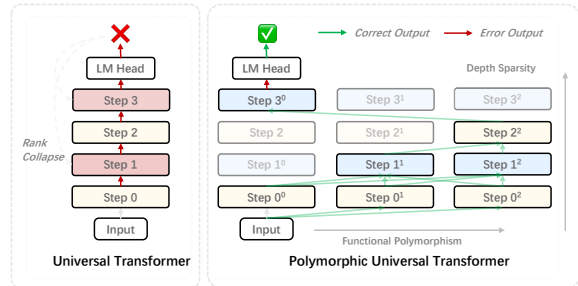 LM Head
Step 3
Step 2
Rank
Collapse
Step 1
Step 0
Input
Universal Transformer
Correct Output
Error Output
LM Head
Depth Sparsity
Step 3⁰
Step 3¹
Step 3²
Step 2
Step 2¹
Step 2²
Step 1⁰
Step 1¹
Step 1²
Step 0⁰
Step 0¹
Step 0²
Input
Functional Polymorphism
Polymorphic Universal Transformer